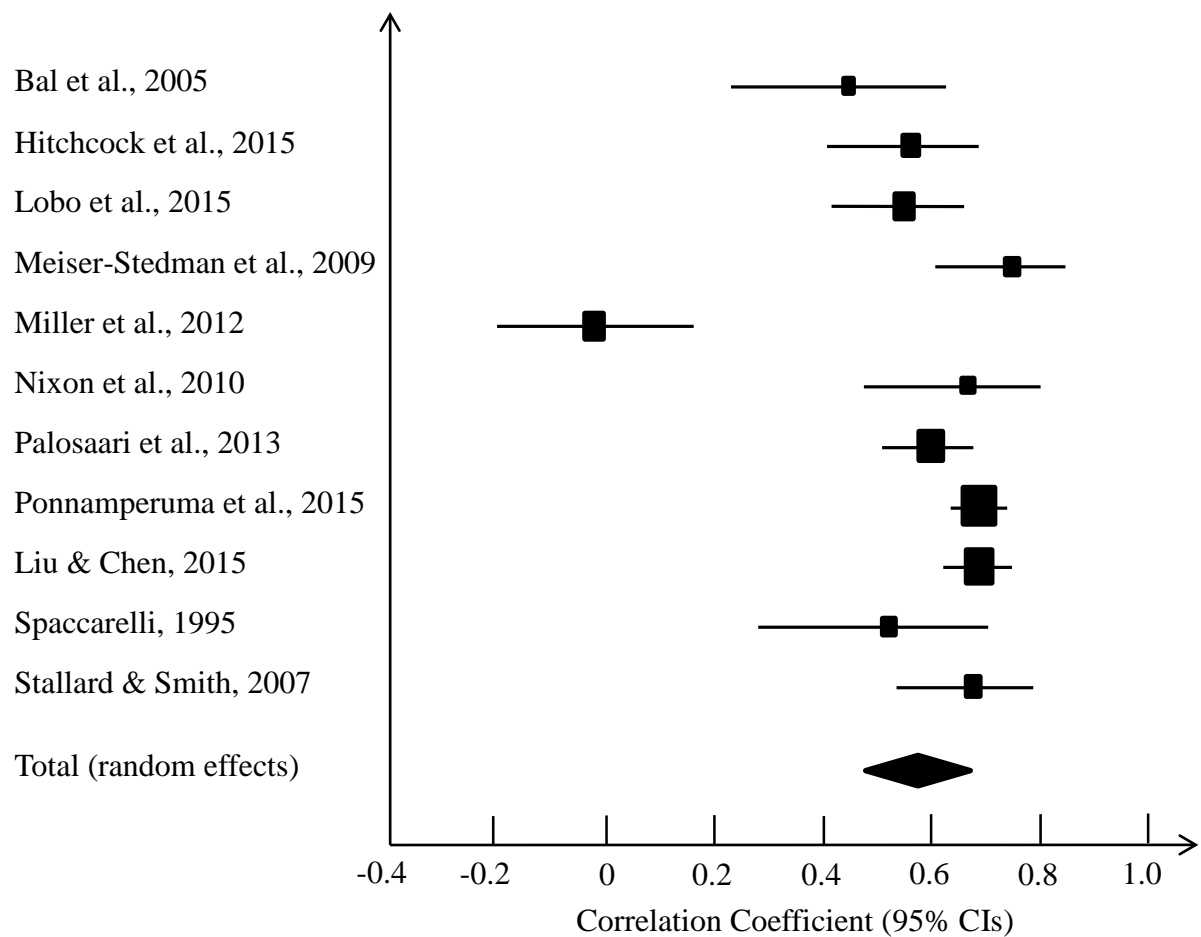 Bal et al., 2005
Hitchcock et al., 2015
Lobo et al., 2015
Meiser-Stedman et al., 2009
Miller et al., 2012
Nixon et al., 2010
Palosaari et al., 2013
Ponnamperuma et al., 2015
Liu & Chen, 2015
Spaccarelli, 1995
Stallard & Smith, 2007
Total (random effects)
-0.4 -0.2 0 0.2 0.4 0.6 0.8 1.0
Correlation Coefficient (95% CIs)